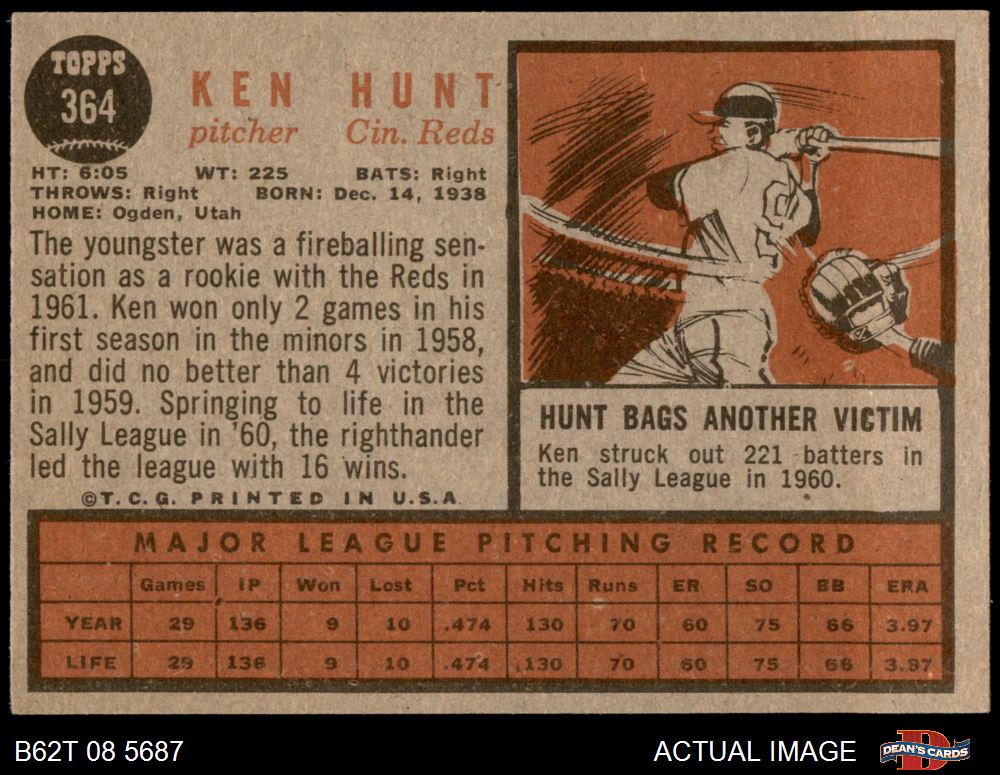 TOPPS
364
KEN HUNT
pitcher Cin. Reds
HT: 6:05 WT: 225 BATS: Right
THROWS: Right BORN: Dec. 14, 1938
HOME: Ogden, Utah
The youngster was a fireballing sen-
sation as a rookie with the Reds in
1961. Ken won only 2 games in his
first season in the minors in 1958,
and did no better than 4 victories
in 1959. Springing to life in the
Sally League in '60, the righthander
led the league with 16 wins.
©T.C.G. PRINTED IN U.S.A.
HUNT BAGS ANOTHER VICTIM
Ken struck out 221 batters in
the Sally League in 1960.
MAJOR LEAGUE PITCHING RECORD
Games IP Won Lost Pct Hits Runs ER SO BB ERA
YEAR 29 136 9 10 .474 130 70 60 75 66 3.97
LIFE 29 136 9 10 .474 130 70 60 75 66 3.97
B62T 08 5687 ACTUAL IMAGE DEAN'S CARDS